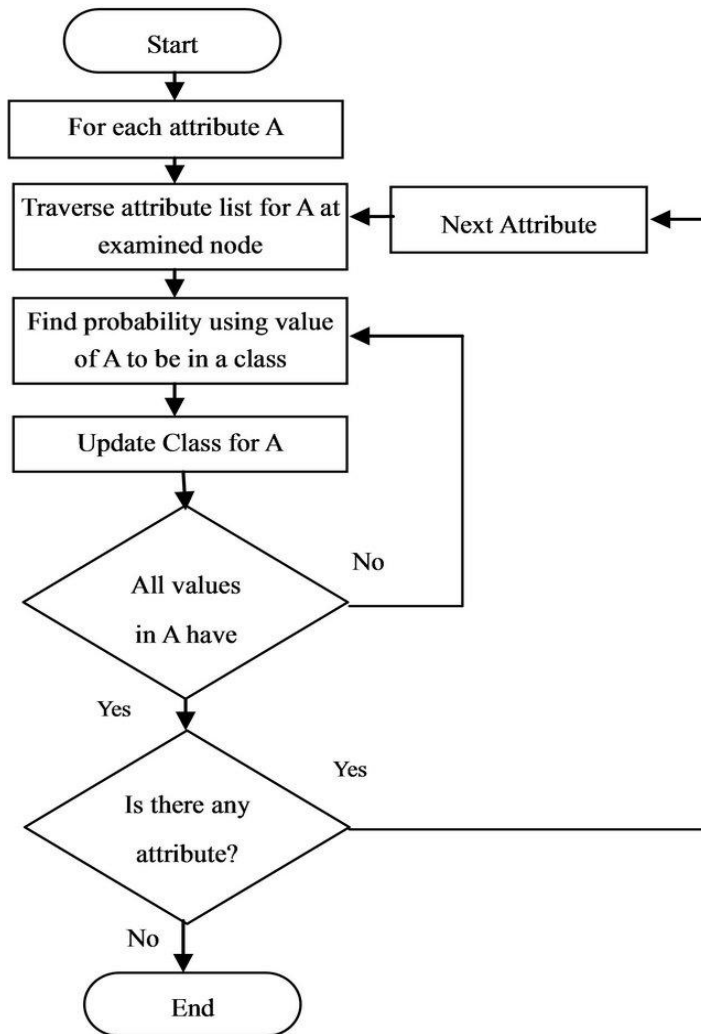 Start
For each attribute A
Traverse attribute list for A at
examined node
Next Attribute
Find probability using value
of A to be in a class
Update Class for A
No
All values
in A have
Yes
Yes
Is there any
attribute?
No
End